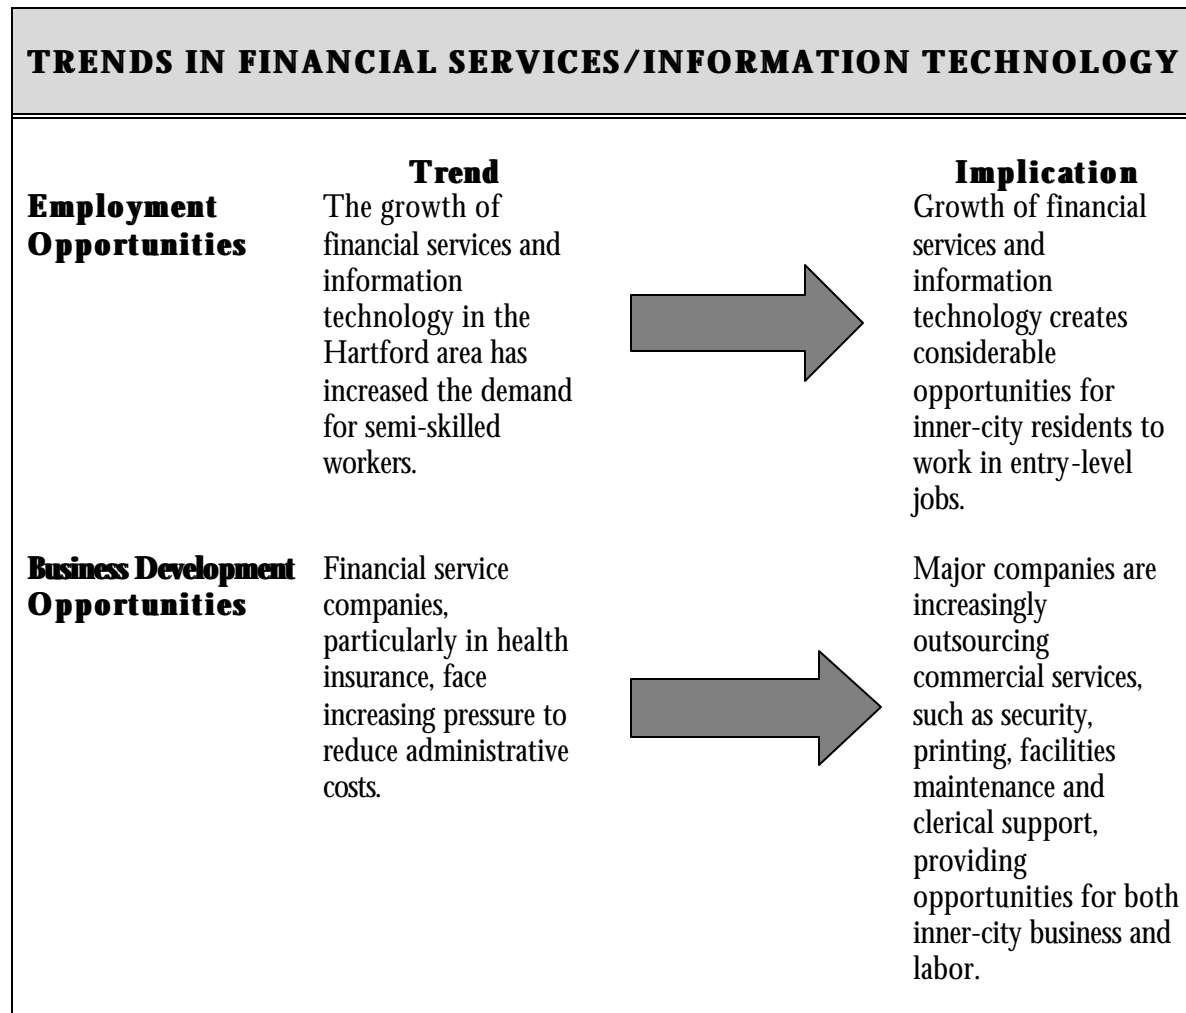 TRENDS IN FINANCIAL SERVICES/INFORMATION TECHNOLOGY
Trend
Implication
Employment
Opportunities
The growth of
financial services and
information
technology in the
Hartford area has
increased the demand
for semi-skilled
workers.
Growth of financial
services and
information
technology creates
considerable
opportunities for
inner-city residents to
work in entry-level
jobs.
Business Development
Opportunities
Financial service
companies,
particularly in health
insurance, face
increasing pressure to
reduce administrative
costs.
Major companies are
increasingly
outsourcing
commercial services,
such as security,
printing, facilities
maintenance and
clerical support,
providing
opportunities for both
inner-city business and
labor.